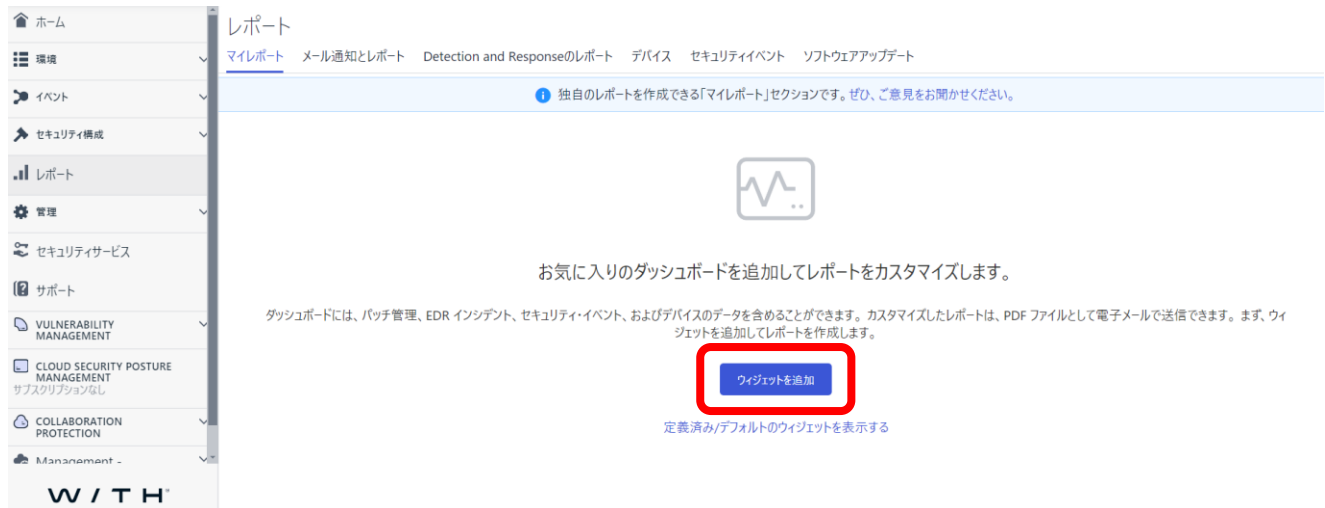 ホーム
環境
イベント
セキュリティ構成
レポート
管理
セキュリティサービス
サポート
VULNERABILITY
MANAGEMENT
CLOUD SECURITY POSTURE
MANAGEMENT
サブスクリプションなし
COLLABORATION
PROTECTION
Management -
W / T H
レポート
マイレポート メール通知とレポート Detection and Responseのレポート デバイス セキュリティイベント ソフトウェアアップデート
独自のレポートを作成できる「マイレポート」セクションです。ぜひ、ご意見をお聞かせください。
お気に入りのダッシュボードを追加してレポートをカスタマイズします。
ダッシュボードには、パッチ管理、EDR インシデント、セキュリティ・イベント、およびデバイスのデータを含めることができます。カスタマイズしたレポートは、PDF ファイルとして電子メールで送信できます。まず、ウィ
ジェットを追加してレポートを作成します。
ウィジェットを追加
定義済み/デフォルトのウィジェットを表示する